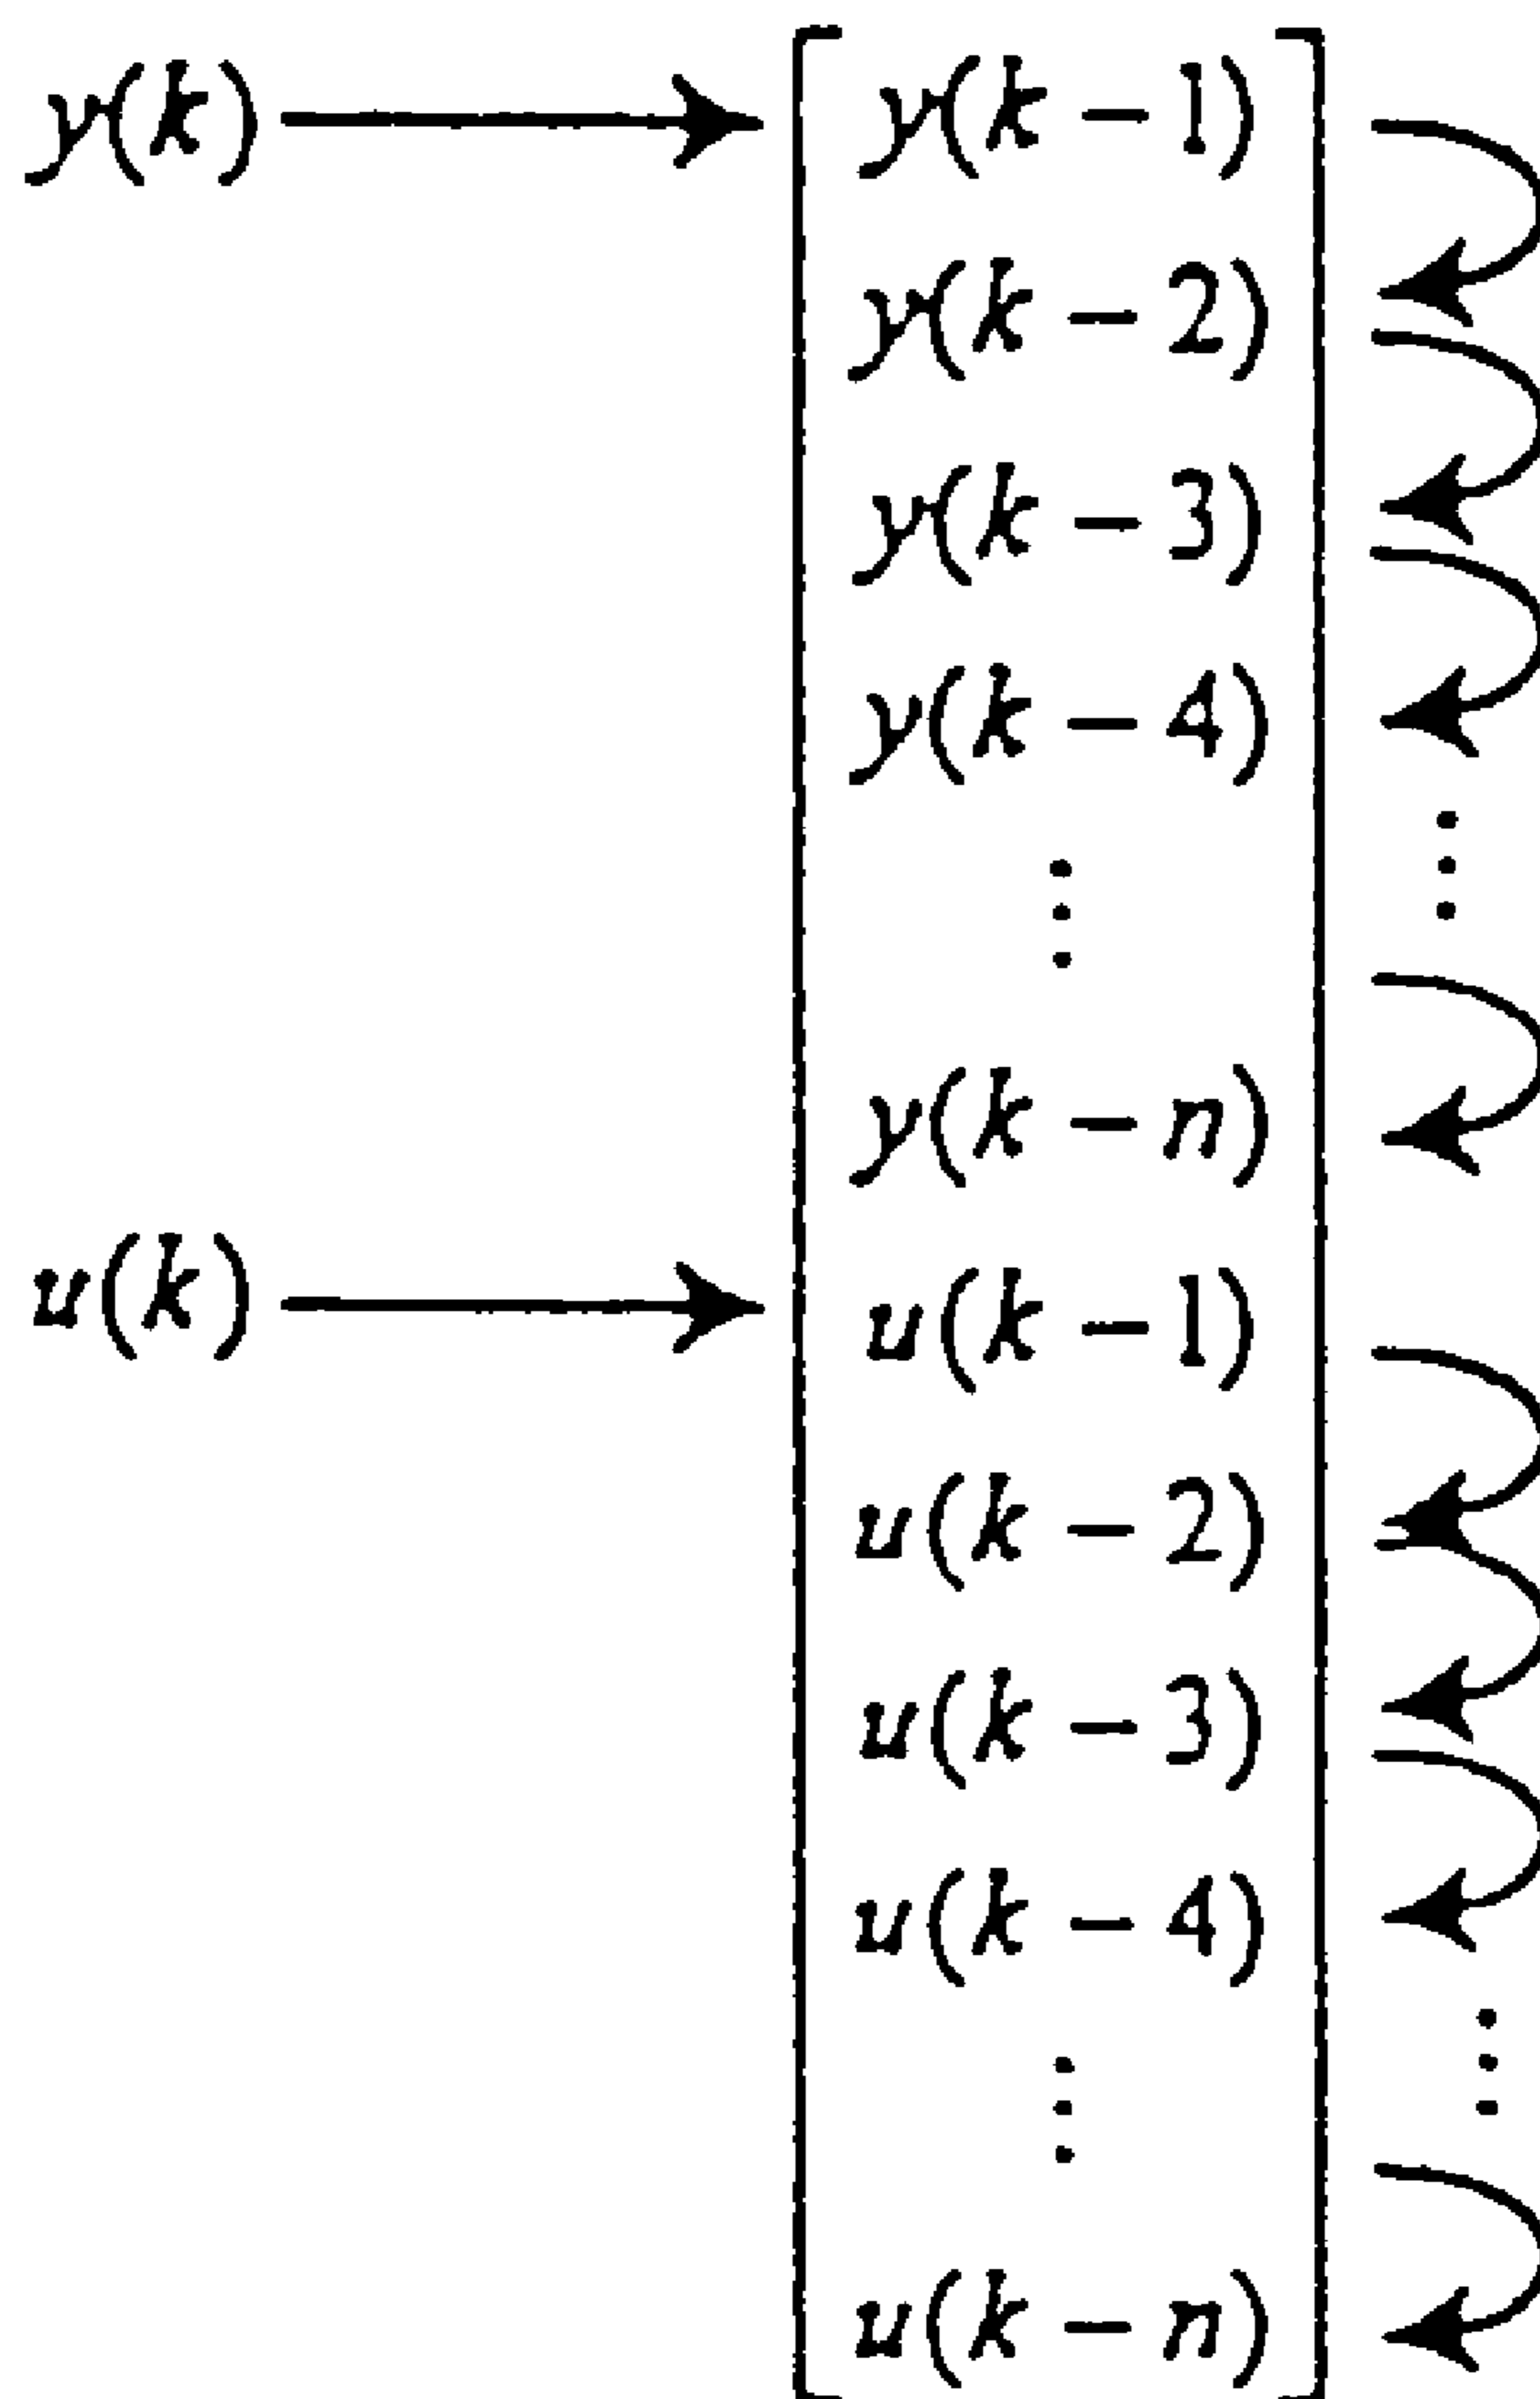 y(k) y(k − 1)
y(k − 2)
y(k − 3)
y(k − 4)
⋮ ⋮
y(k − n)
u(k) u(k − 1)
u(k − 2)
u(k − 3)
u(k − 4)
⋮ ⋮
u(k − n)